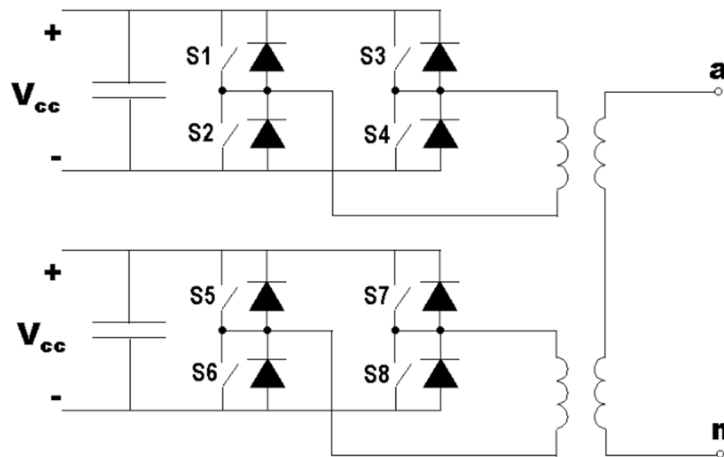 +
S1
S3
a
Vcc
S2
S4
-
+
S5
S7
Vcc
S6
S8
-
n